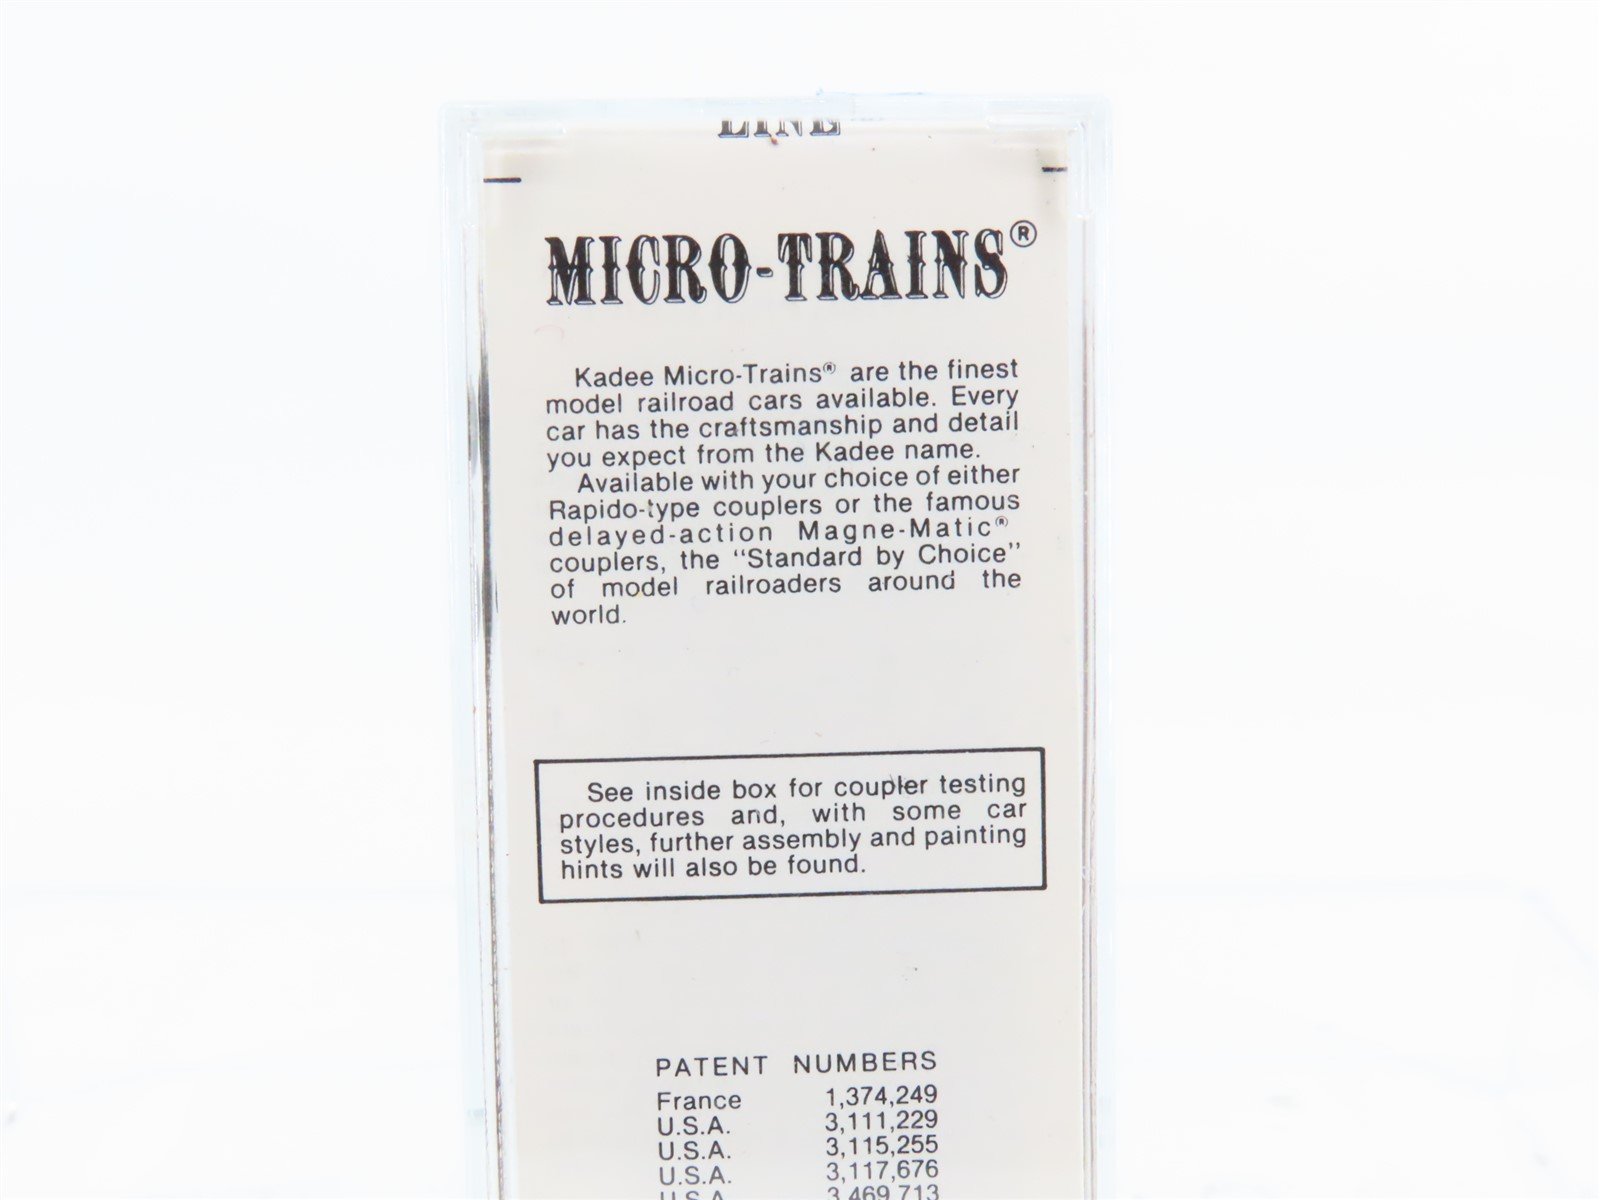 LINE
MICRO-TRAINS®
Kadee Micro-Trains® are the finest
model railroad cars available. Every
car has the craftsmanship and detail
you expect from the Kadee name.
Available with your choice of either
Rapido-type couplers or the famous
delayed-action Magne-Matic®
couplers, the "Standard by Choice"
of model railroaders around the
world.
See inside box for coupler testing
procedures and, with some car
styles, further assembly and painting
hints will also be found.
PATENT NUMBERS
France 1,374,249
U.S.A. 3,111,229
U.S.A. 3,115,255
U.S.A. 3,117,676
U.S.A. 3,469,713